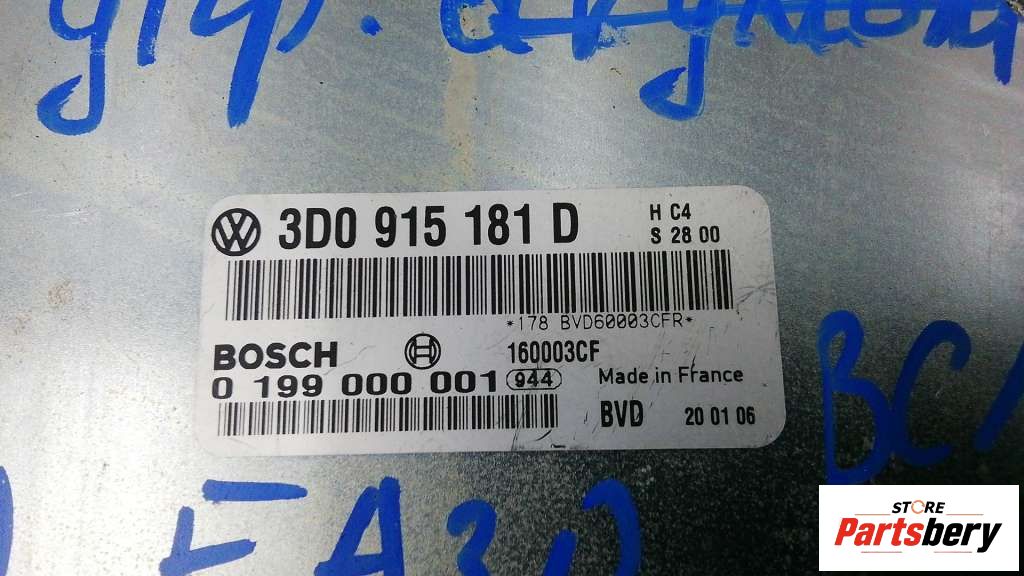 3D0 915 181 D
H C4
S 28 00
*178 BVD60003CFR*
BOSCH
160003CF
0 199 000 001 944
Made in France
BVD 20 01 06
STORE
Partsbery